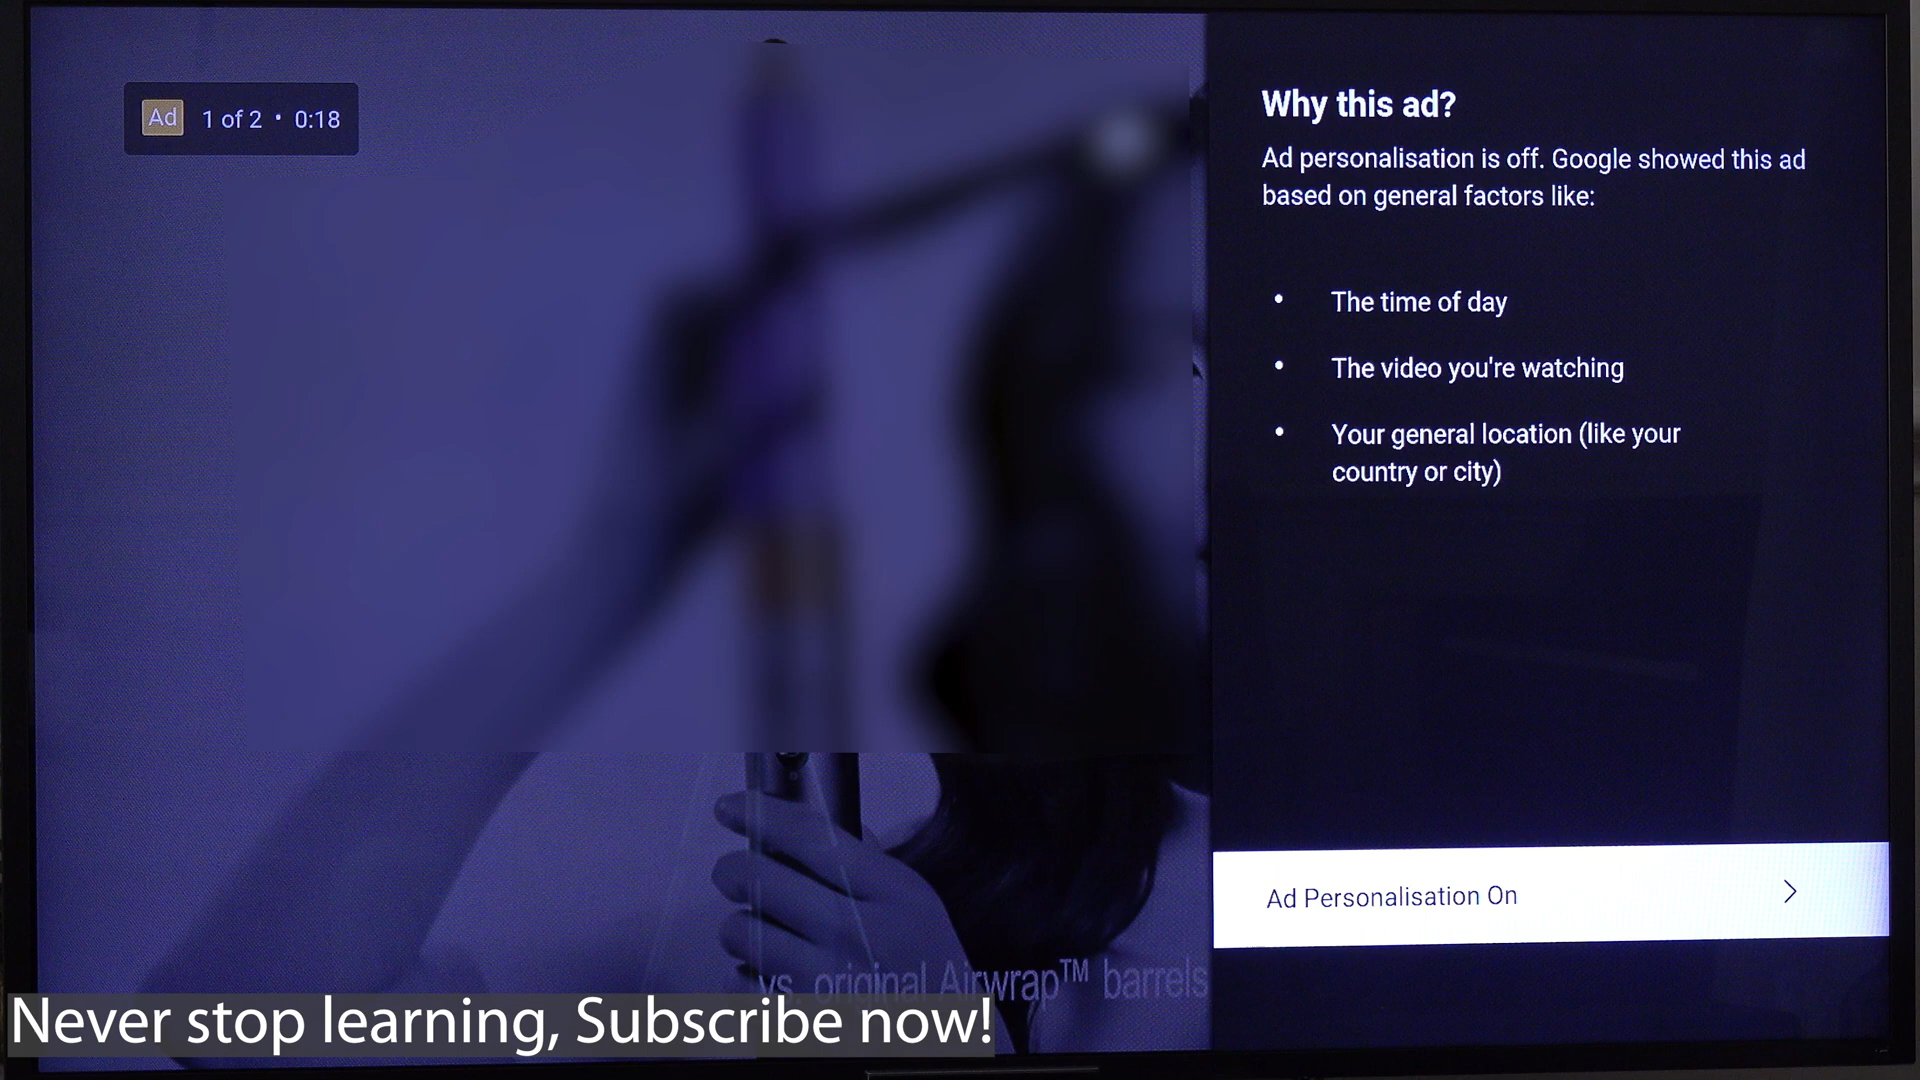 Ad 1 of 2 • 0:18
Why this ad?
Ad personalisation is off. Google showed this ad
based on general factors like:
• The time of day
• The video you're watching
• Your general location (like your
country or city)
Ad Personalisation On
vs. original Airwrap™ barrels
Never stop learning, Subscribe now!